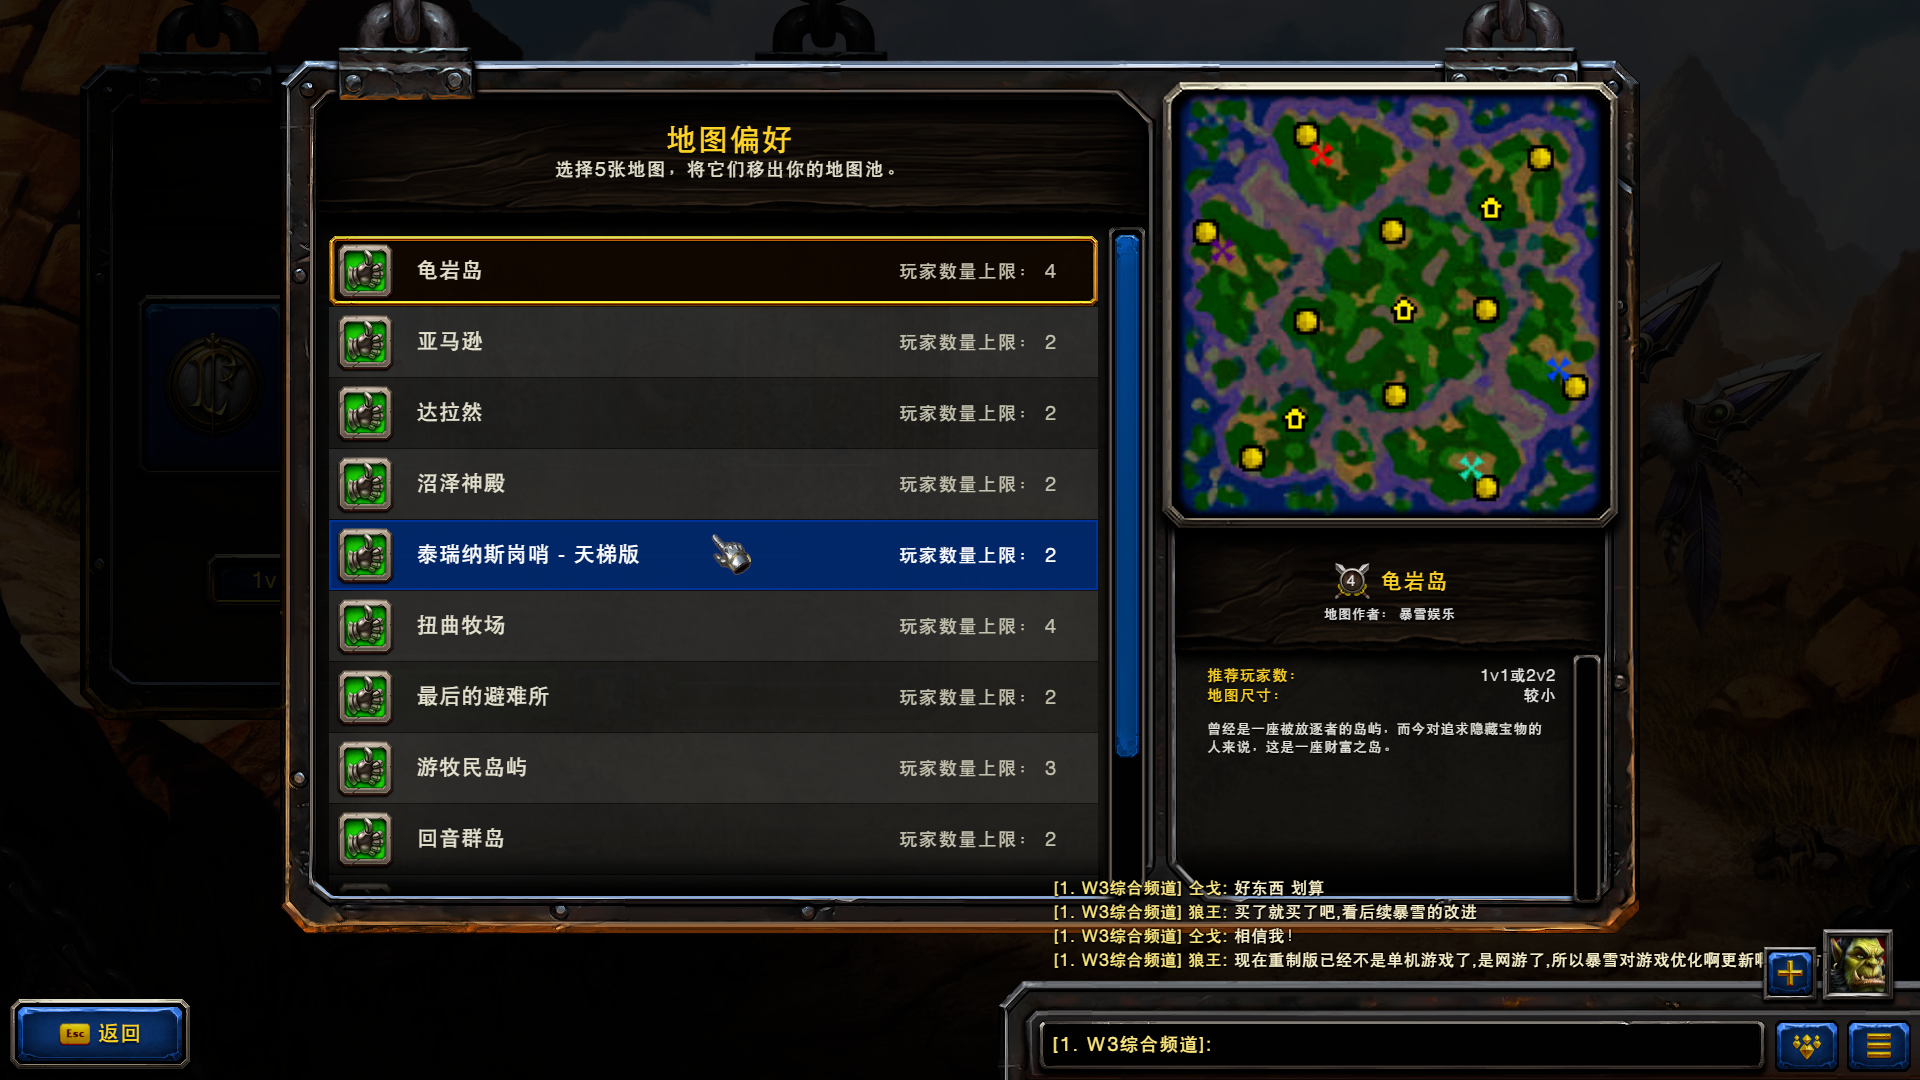 地图偏好
选择5张地图，将它们移出你的地图池。
龟岩岛 玩家数量上限： 4
亚马逊 玩家数量上限： 2
达拉然 玩家数量上限： 2
沼泽神殿 玩家数量上限： 2
泰瑞纳斯岗哨 - 天梯版 玩家数量上限： 2
扭曲牧场 玩家数量上限： 4
最后的避难所 玩家数量上限： 2
游牧民岛屿 玩家数量上限： 3
回音群岛 玩家数量上限： 2
1v
4 龟岩岛
地图作者： 暴雪娱乐
推荐玩家数： 1v1或2v2
地图尺寸： 较小
曾经是一座被放逐者的岛屿，而今对追求隐藏宝物的
人来说，这是一座财富之岛。
[1. W3综合频道] 仝戈: 好东西 划算
[1. W3综合频道] 狼王: 买了就买了吧,看后续暴雪的改进
[1. W3综合频道] 仝戈: 相信我!
[1. W3综合频道] 狼王: 现在重制版已经不是单机游戏了,是网游了,所以暴雪对游戏优化啊更新
[1. W3综合频道]:
Esc 返回